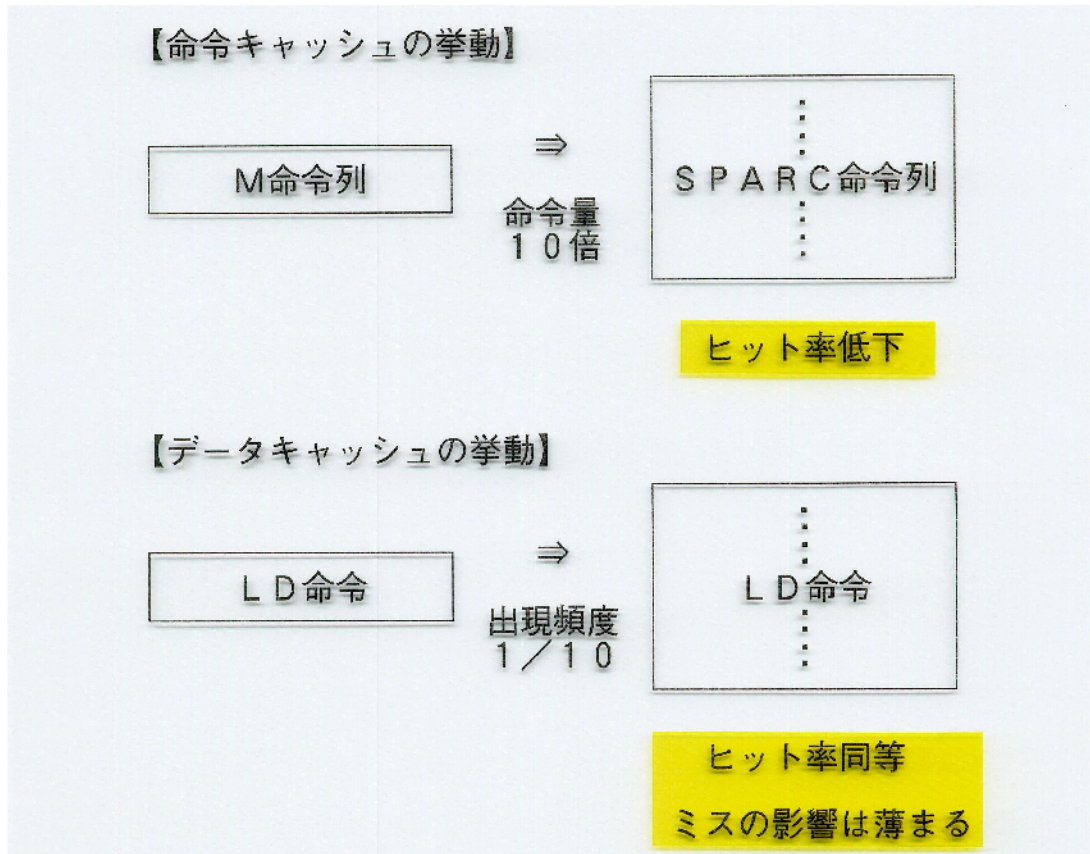 【命令キャッシュの挙動】
M命令列
⇒
命令量
10倍
SPARC命令列
ヒット率低下
【データキャッシュの挙動】
LD命令
⇒
出現頻度
1/10
LD命令
ヒット率同等
ミスの影響は薄まる